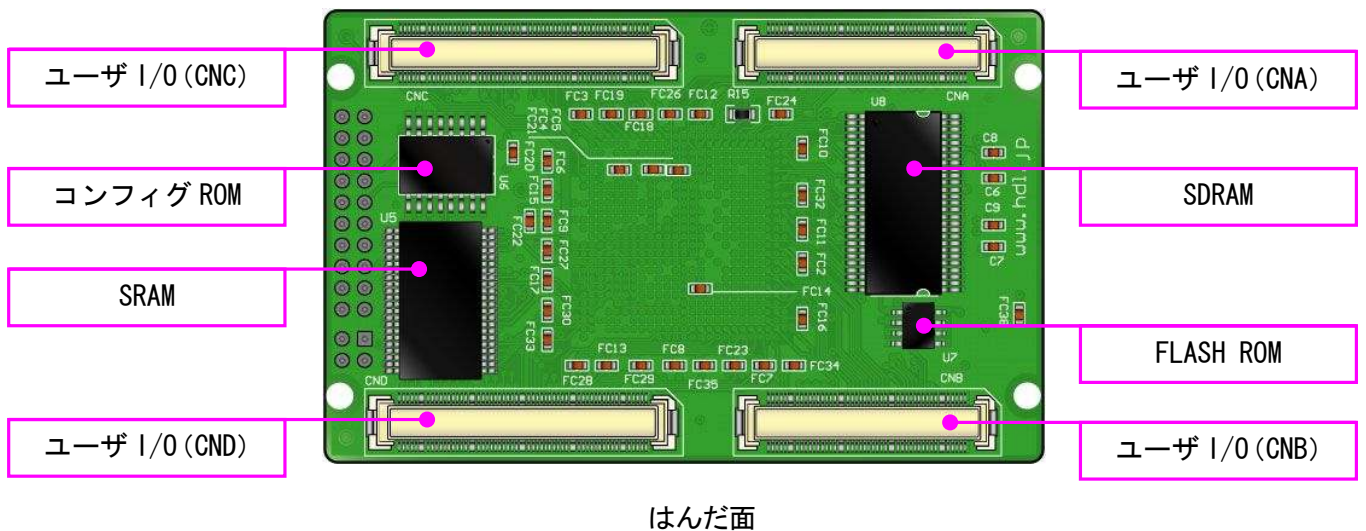 ユーザ I/O(CNC)
コンフィグ ROM
SRAM
ユーザ I/O(CND)
ユーザ I/O(CNA)
SDRAM
FLASH ROM
ユーザ I/O(CNB)
CNC
CNA
FC3 FC19 FC26 FC12 R15 FC24 U8
FC18
FC5
FC4
FC21
FC20
U6
FC6
FC15
FC10
C8
C6
C9
C7
www.hdl.jp
U5
FC22
FC9
FC27
FC17
FC30
FC33
FC32
FC11
FC2
FC14
FC16
FC38
U7
FC13 FC8 FC23 FC34
FC28 FC29 FC35 FC7
CND
CNB
はんだ面